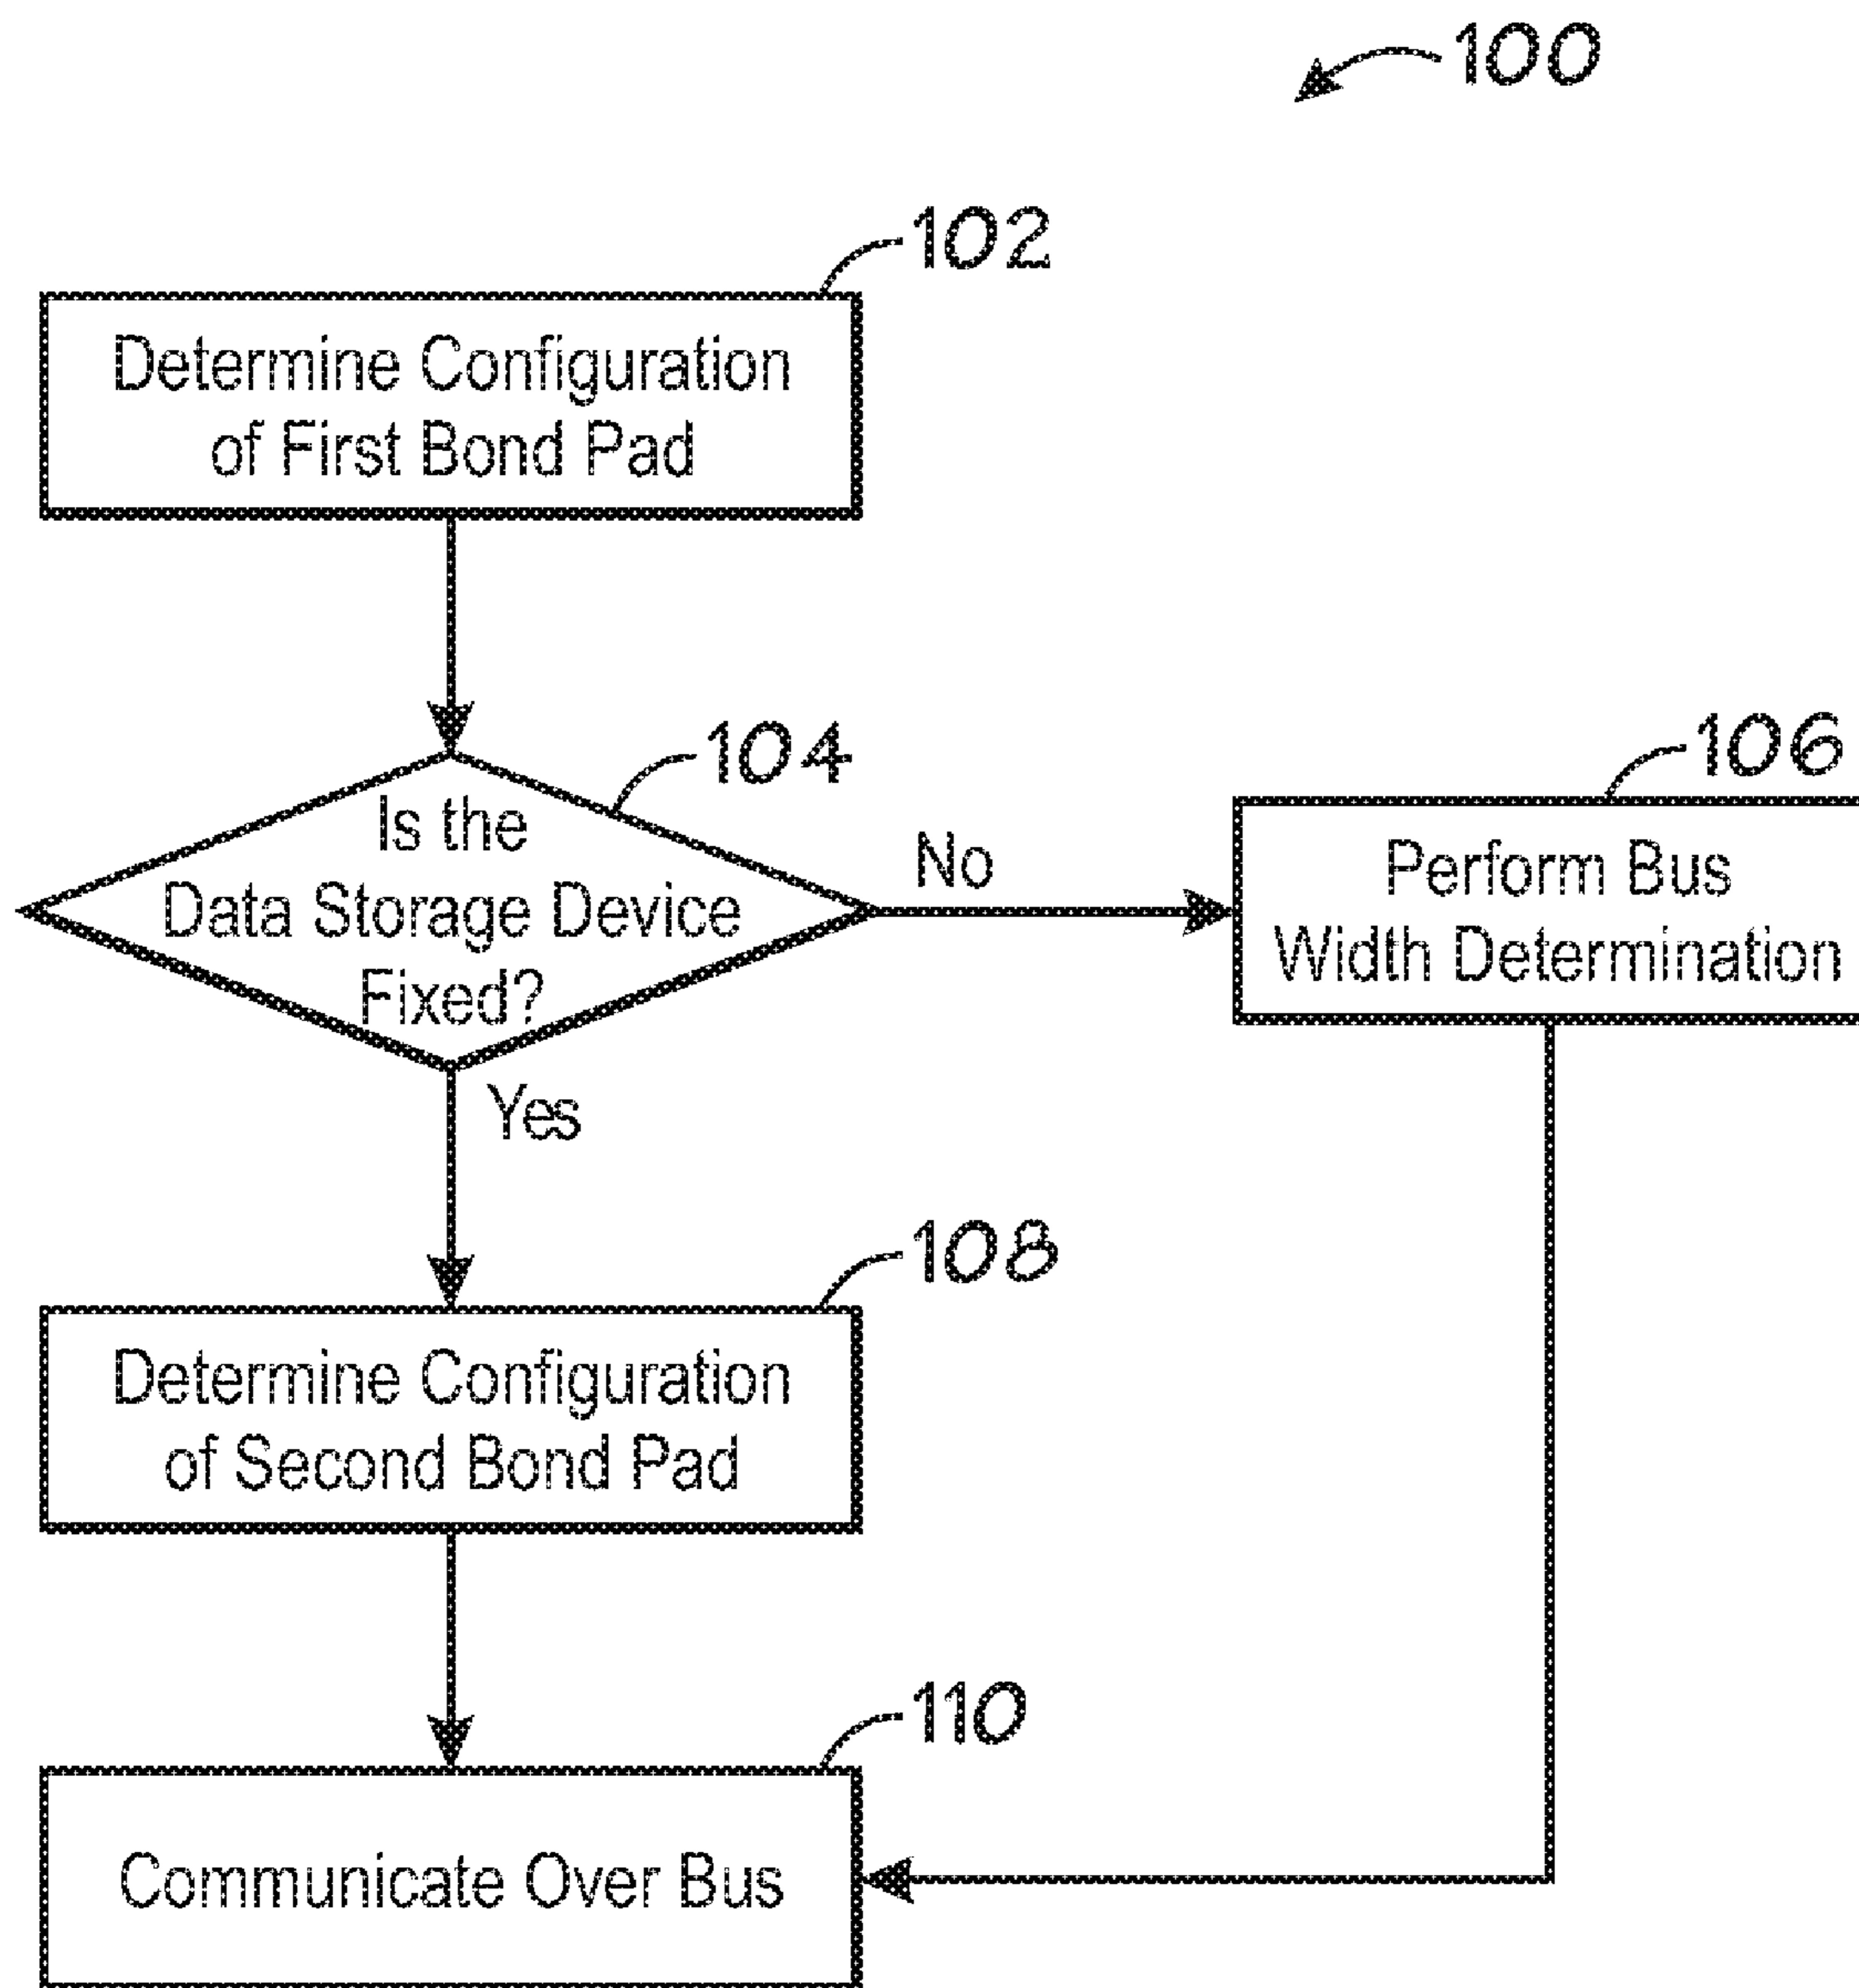 100
102
Determine Configuration
of First Bond Pad
104
Is the
Data Storage Device
Fixed?
No
106
Perform Bus
Width Determination
Yes
108
Determine Configuration
of Second Bond Pad
110
Communicate Over Bus